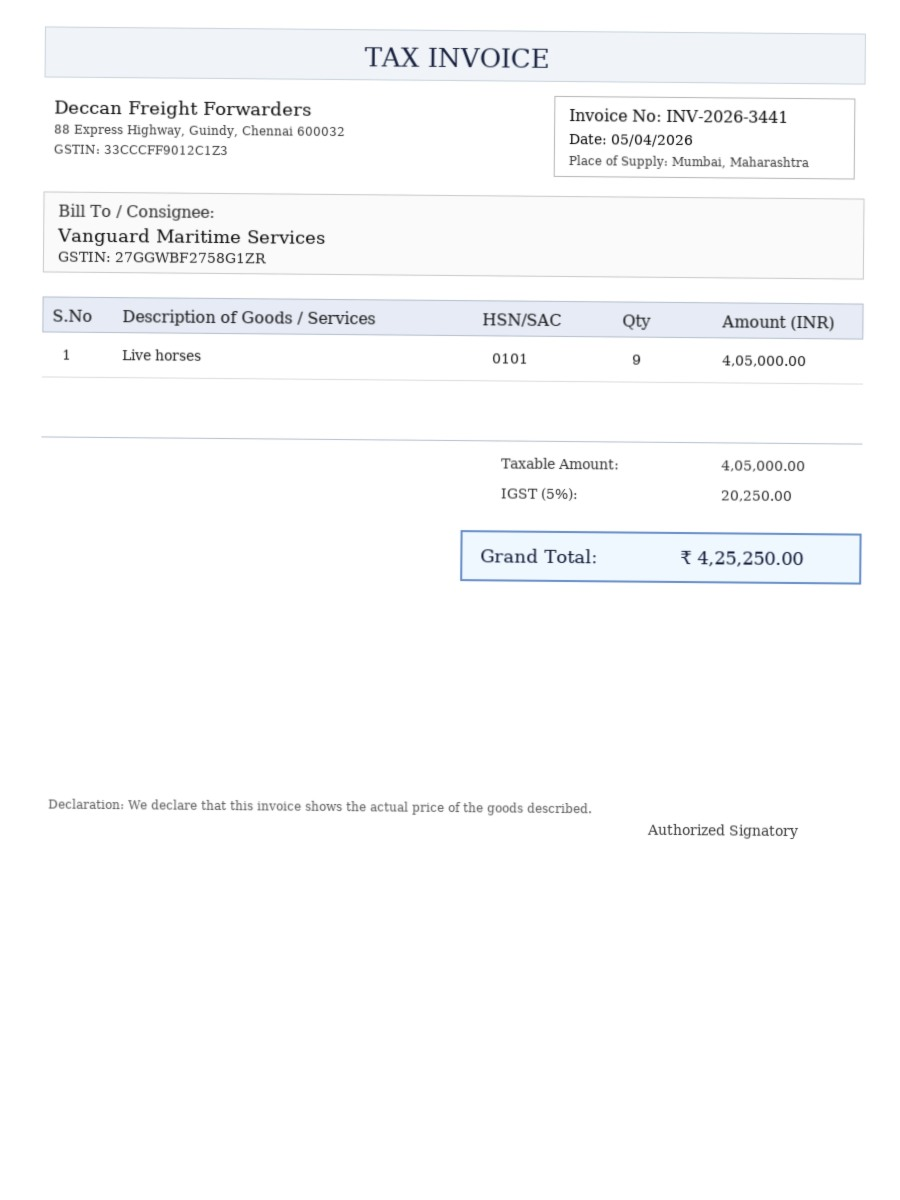 TAX INVOICE
Deccan Freight Forwarders
88 Express Highway, Guindy, Chennai 600032
GSTIN: 33CCCFF9012C1Z3
Invoice No: INV-2026-3441
Date: 05/04/2026
Place of Supply: Mumbai, Maharashtra
Bill To / Consignee:
Vanguard Maritime Services
GSTIN: 27GGWBF2758G1ZR
S.No Description of Goods / Services HSN/SAC Qty Amount (INR)
1 Live horses 0101 9 4,05,000.00
Taxable Amount: 4,05,000.00
IGST (5%): 20,250.00
Grand Total: ₹ 4,25,250.00
Declaration: We declare that this invoice shows the actual price of the goods described.
Authorized Signatory